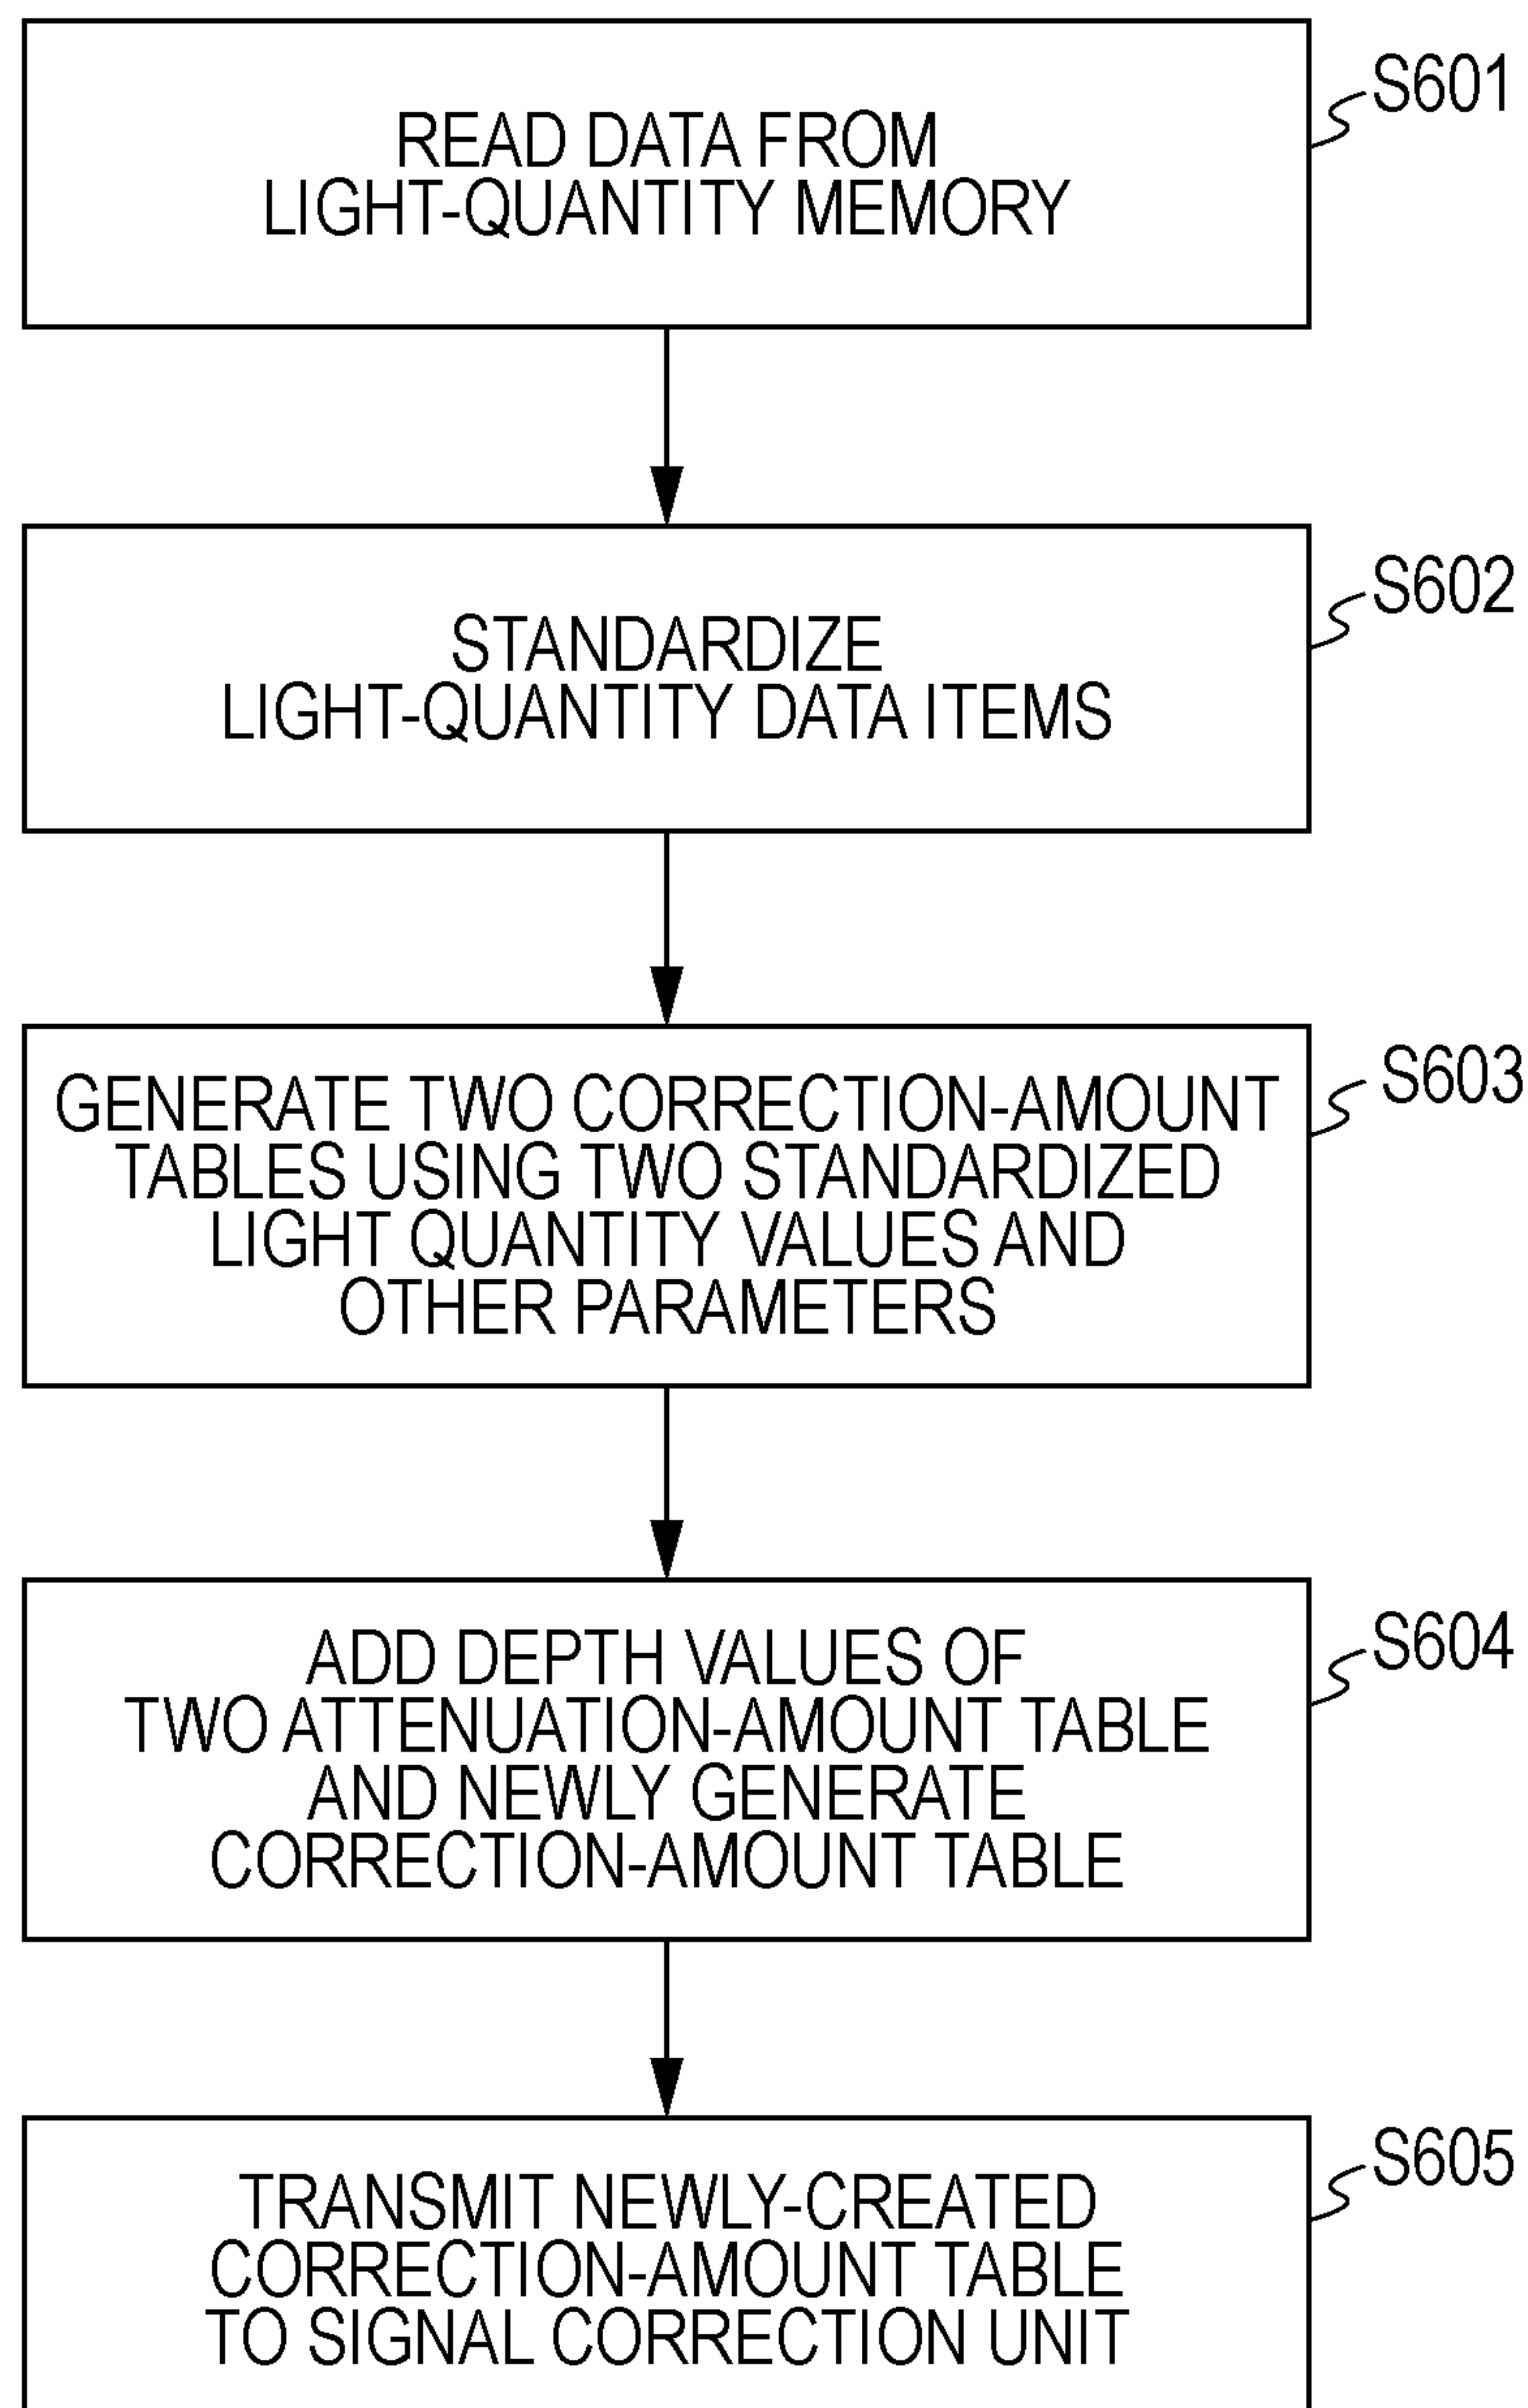 READ DATA FROM
LIGHT-QUANTITY MEMORY
S601
STANDARDIZE
LIGHT-QUANTITY DATA ITEMS
S602
GENERATE TWO CORRECTION-AMOUNT
TABLES USING TWO STANDARDIZED
LIGHT QUANTITY VALUES AND
OTHER PARAMETERS
S603
ADD DEPTH VALUES OF
TWO ATTENUATION-AMOUNT TABLE
AND NEWLY GENERATE
CORRECTION-AMOUNT TABLE
S604
TRANSMIT NEWLY-CREATED
CORRECTION-AMOUNT TABLE
TO SIGNAL CORRECTION UNIT
S605